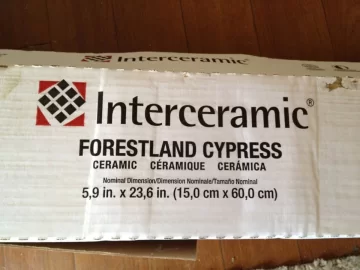 Interceramic
Interceramic®
FORESTLAND CYPRESS
CERAMIC CÉRAMIQUE CERÁMICA
Nominal Dimension/Dimension Nominale/Tamaño Nominal
5,9 in. x 23,6 in. (15,0 cm x 60,0 cm)